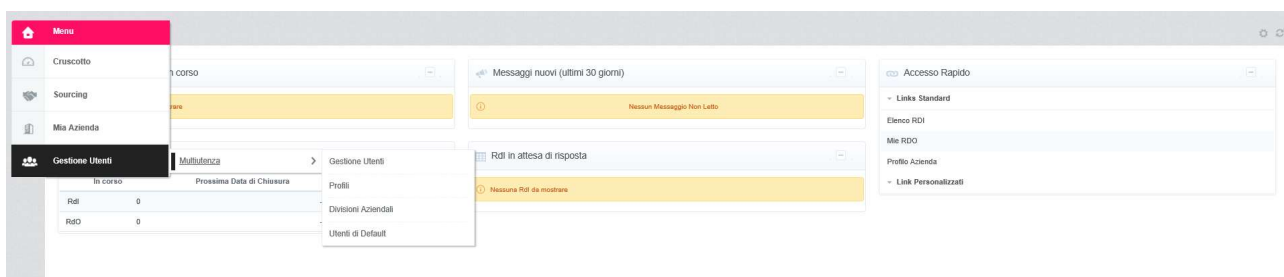 Menu
Cruscotto
Sourcing
Mia Azienda
Gestione Utenti
in corso
Messaggi nuovi (ultimi 30 giorni)
Nessun Messaggio Non Letto
Accesso Rapido
Links Standard
Elenco RDI
Mie RDO
Profilo Azienda
Link Personalizzati
Multiutenza
Gestione Utenti
Profili
Divisioni Aziendali
Utenti di Default
RdI in attesa di risposta
Nessuna RdI da mostrare
In corso Prossima Data di Chiusura
RdI 0 -
RdO 0 -